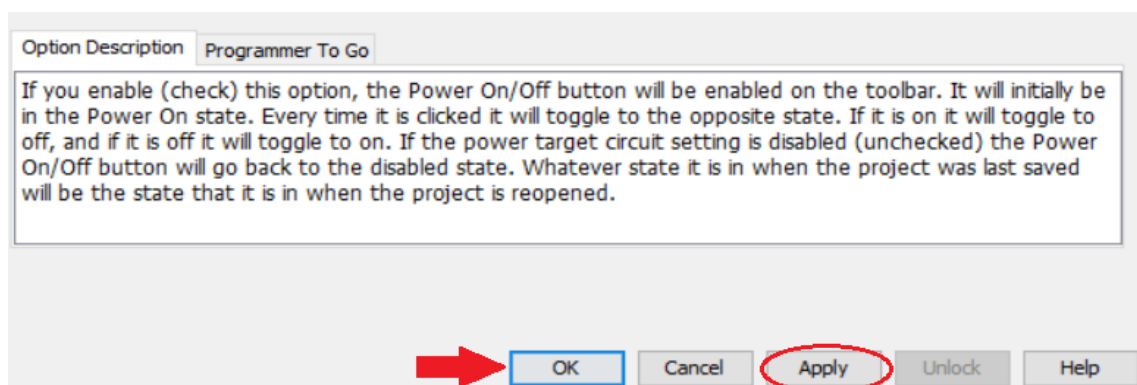 Option Description Programmer To Go
If you enable (check) this option, the Power On/Off button will be enabled on the toolbar. It will initially be
in the Power On state. Every time it is clicked it will toggle to the opposite state. If it is on it will toggle to
off, and if it is off it will toggle to on. If the power target circuit setting is disabled (unchecked) the Power
On/Off button will go back to the disabled state. Whatever state it is in when the project was last saved
will be the state that it is in when the project is reopened.
OK Cancel Apply Unlock Help